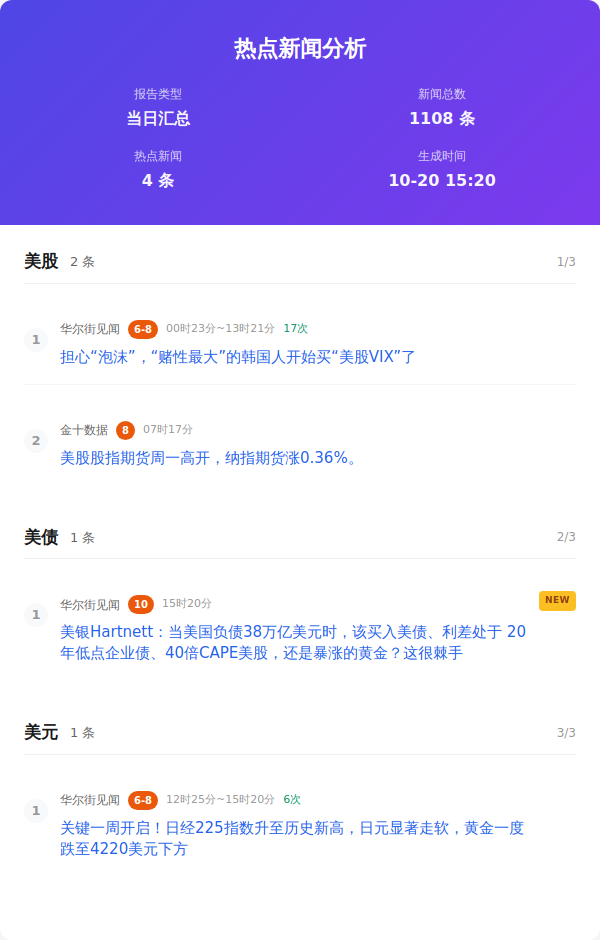 热点新闻分析
报告类型
新闻总数
当日汇总
1108 条
热点新闻
生成时间
4 条
10-20 15:20
美股 2 条 1/3
1
华尔街见闻 6-8 00时23分~13时21分 17次
担心“泡沫”，“赌性最大”的韩国人开始买“美股VIX”了
2
金十数据 8 07时17分
美股股指期货周一高开，纳指期货涨0.36%。
美债 1 条 2/3
1
华尔街见闻 10 15时20分 NEW
美银Hartnett：当美国负债38万亿美元时，该买入美债、利差处于 20
年低点企业债、40倍CAPE美股，还是暴涨的黄金？这很棘手
美元 1 条 3/3
1
华尔街见闻 6-8 12时25分~15时20分 6次
关键一周开启！日经225指数升至历史新高，日元显著走软，黄金一度
跌至4220美元下方